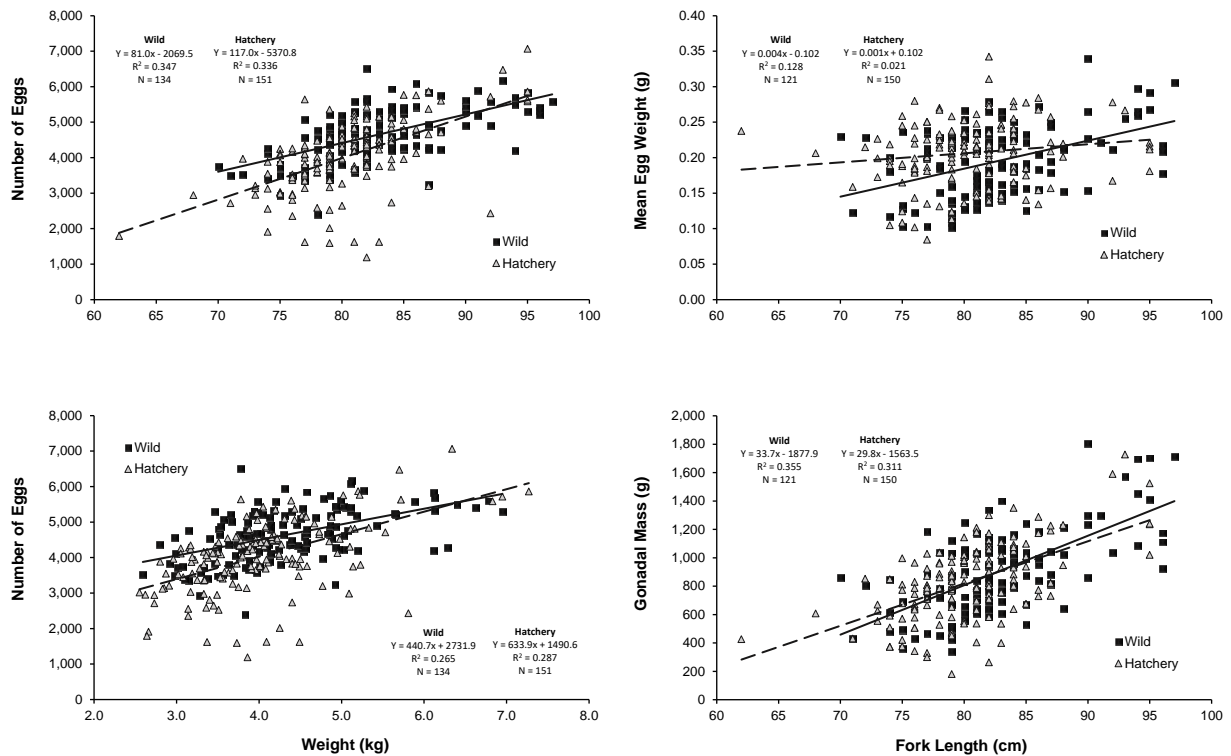 8,000
7,000
6,000
5,000
4,000
3,000
2,000
1,000
0
Number of Eggs
Wild Hatchery
Y = 81.0x - 2069.5 Y = 117.0x - 5370.8
R² = 0.347 R² = 0.336
N = 134 N = 151
Wild
Hatchery
60 65 70 75 80 85 90 95 100
0.40
0.35
0.30
0.25
0.20
0.15
0.10
0.05
0.00
Mean Egg Weight (g)
Wild Hatchery
Y = 0.004x - 0.102 Y = 0.001x + 0.102
R² = 0.128 R² = 0.021
N = 121 N = 150
Wild
Hatchery
60 65 70 75 80 85 90 95 100
8,000
7,000
6,000
5,000
4,000
3,000
2,000
1,000
0
Number of Eggs
Wild
Hatchery
Wild Hatchery
Y = 440.7x + 2731.9 Y = 633.9x + 1490.6
R² = 0.265 R² = 0.287
N = 134 N = 151
2.0 3.0 4.0 5.0 6.0 7.0 8.0
Weight (kg)
2,000
1,800
1,600
1,400
1,200
1,000
800
600
400
200
0
Gonadal Mass (g)
Wild Hatchery
Y = 33.7x - 1877.9 Y = 29.8x - 1563.5
R² = 0.355 R² = 0.311
N = 121 N = 150
Wild
Hatchery
60 65 70 75 80 85 90 95 100
Fork Length (cm)